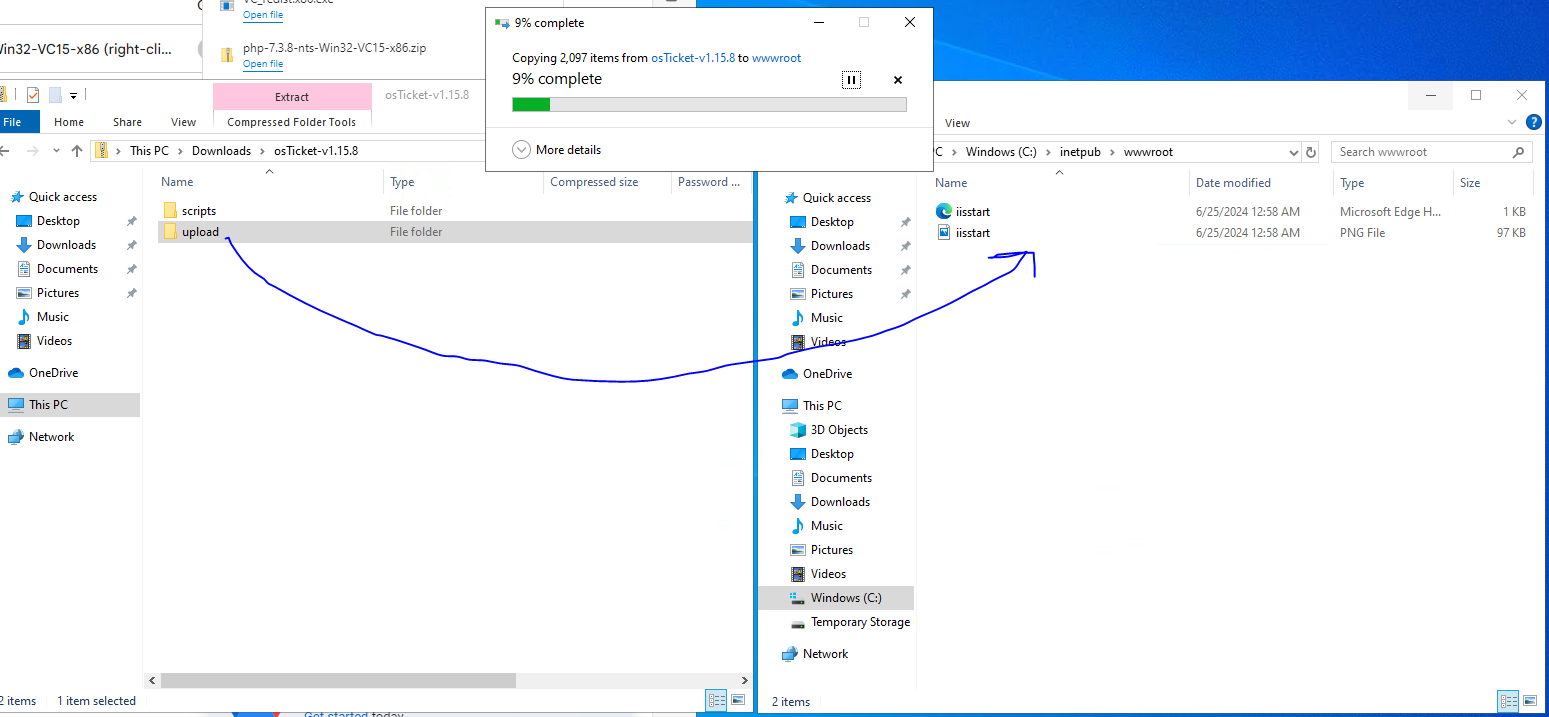 VC_redist.x86.exe
Open file
Win32-VC15-x86 (right-cli...
php-7.3.8-nts-Win32-VC15-x86.zip
Open file
9% complete
Copying 2,097 items from osTicket-v1.15.8 to wwwroot
9% complete
More details
Extract
osTicket-v1.15.8
File
Home
Share
View
Compressed Folder Tools
This PC > Downloads > osTicket-v1.15.8
Name
Type
Compressed size
Password ...
Quick access
Desktop
Downloads
Documents
Pictures
Music
Videos
OneDrive
This PC
Network
scripts
File folder
upload
File folder
2 items
1 item selected
View
PC > Windows (C:) > inetpub > wwwroot
Search wwwroot
Name
Date modified
Type
Size
Quick access
Desktop
Downloads
Documents
Pictures
Music
Videos
OneDrive
This PC
3D Objects
Desktop
Documents
Downloads
Music
Pictures
Videos
Windows (C:)
Temporary Storage
Network
iisstart
6/25/2024 12:58 AM
Microsoft Edge H...
1 KB
iisstart
6/25/2024 12:58 AM
PNG File
97 KB
2 items
Get started today